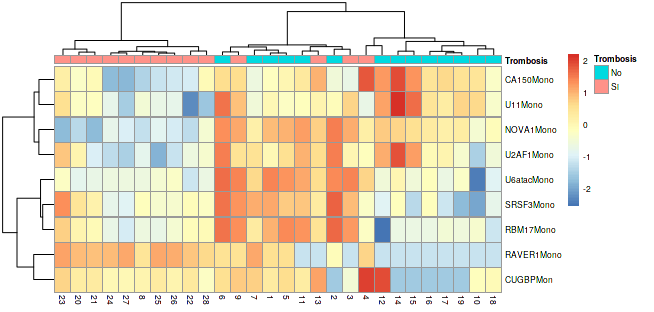 Trombosis
No
SI
Trombosis
2
1
0
-1
-2
CA150Mono
U11Mono
NOVA1Mono
U2AF1Mono
U6atacMono
SRSF3Mono
RBM17Mono
RAVER1Mono
CUGBPMono
23 20 21 24 27 8 25 26 22 28 6 9 7 1 5 11 13 2 3 4 12 14 15 16 17 19 10 18